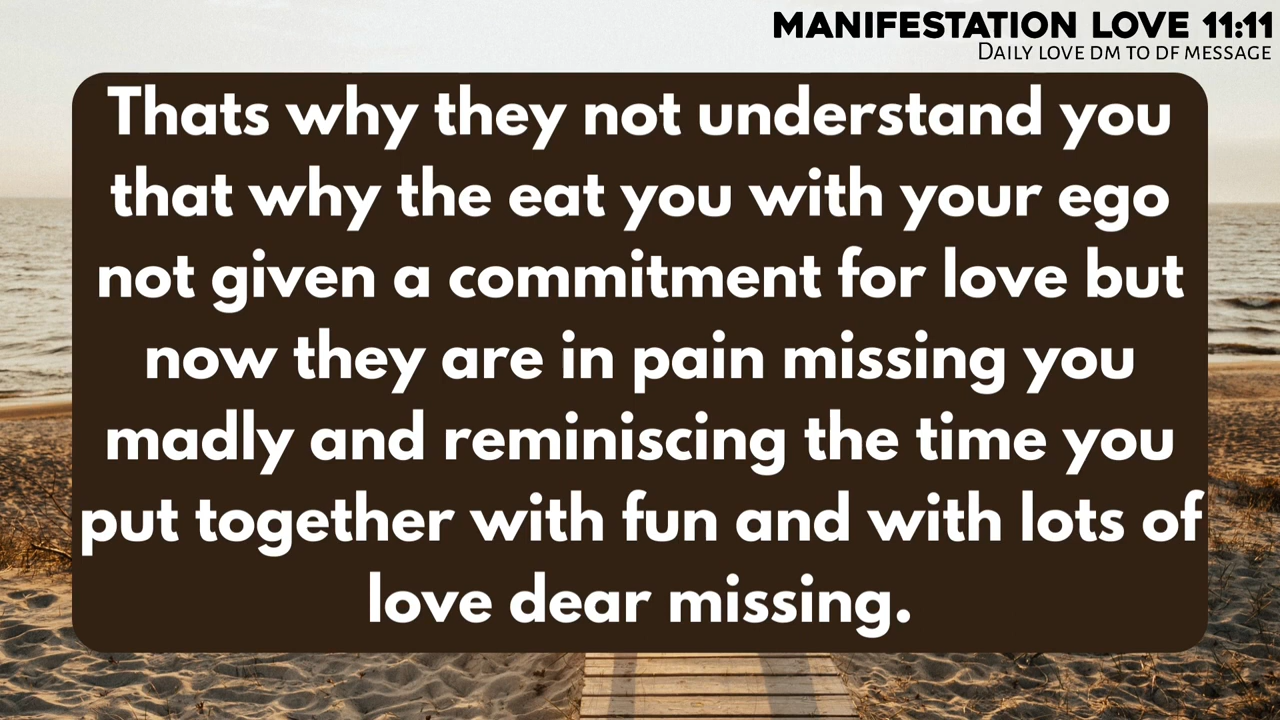 MANIFESTATION LOVE 11:11
DAILY LOVE DM TO DF MESSAGE
Thats why they not understand you
that why the eat you with your ego
not given a commitment for love but
now they are in pain missing you
madly and reminiscing the time you
put together with fun and with lots of
love dear missing.